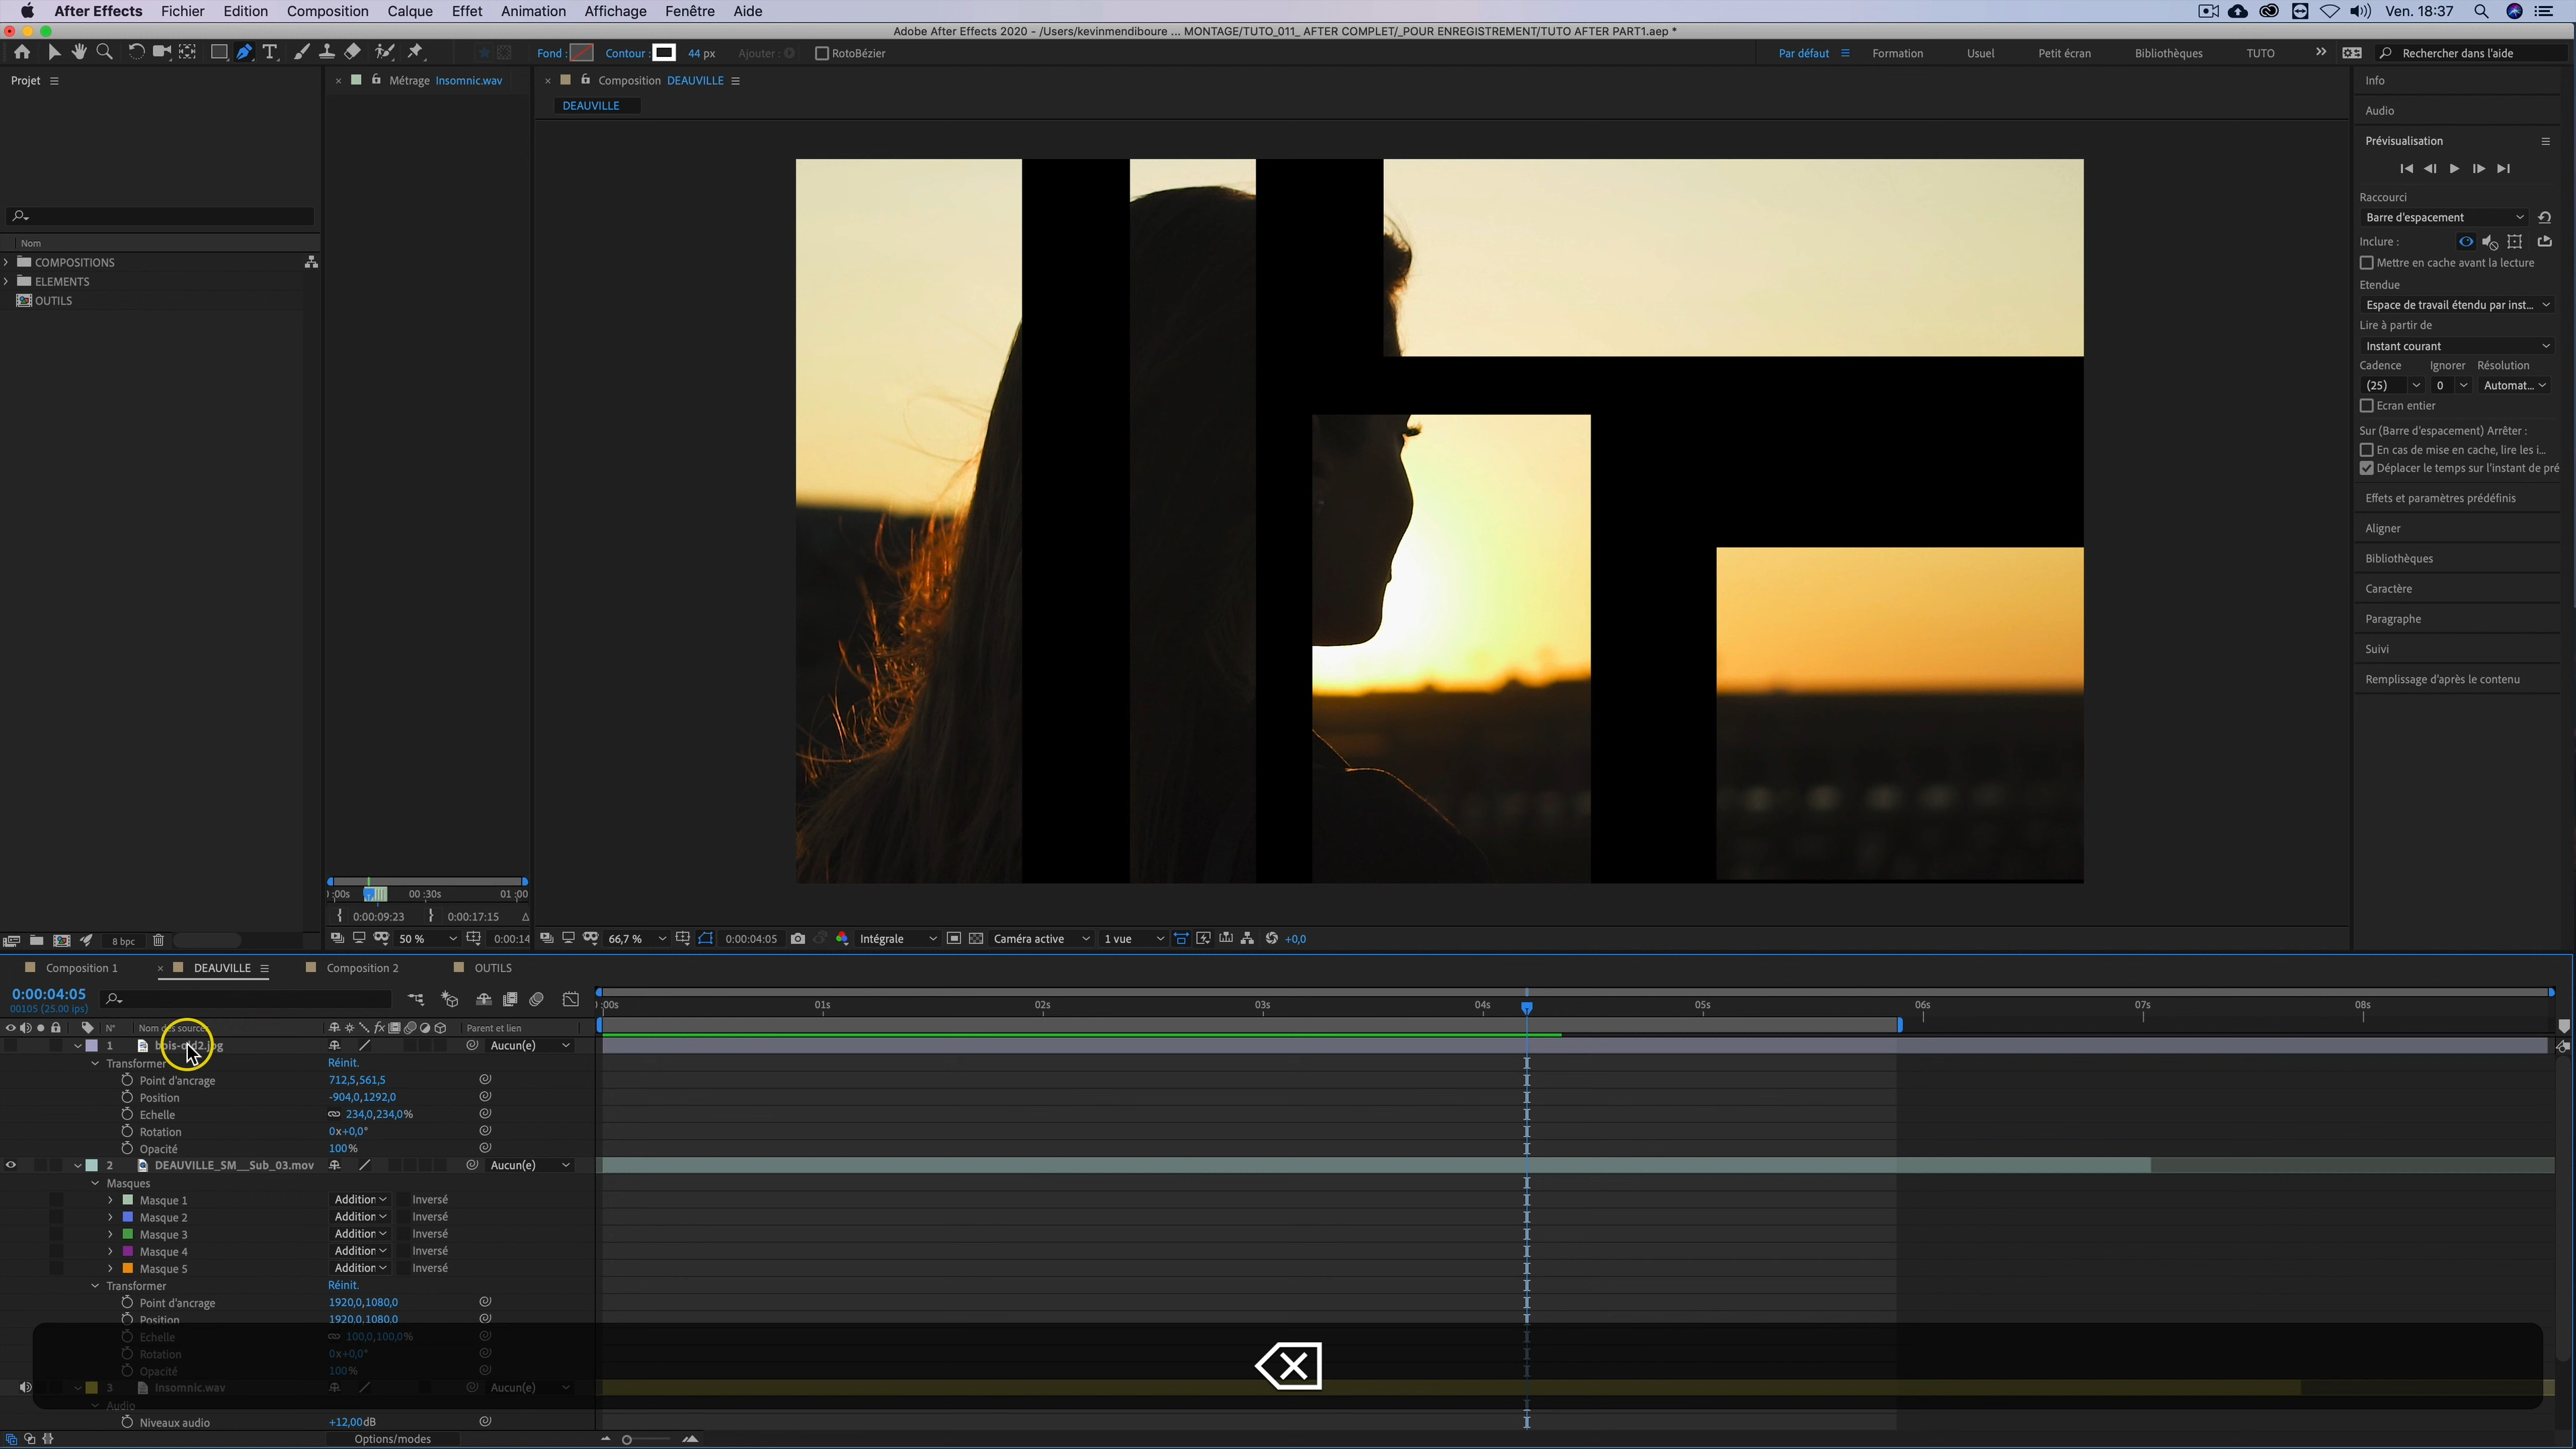 After Effects Fichier Edition Composition Calque Effet Animation Affichage Fenêtre Aide Ven. 18:37
Adobe After Effects 2020 - /Users/kevinmendiboure ... MONTAGE/TUTO_011_ AFTER COMPLET/_POUR ENREGISTREMENT/TUTO AFTER PART1.aep *
Fond : Contour : 44 px Ajouter : RotoBézier Par défaut Formation Usuel Petit écran Bibliothèques TUTO Rechercher dans l'aide
Projet Métrage Insomnic.wav Composition DEAUVILLE Info
DEAUVILLE
Audio
Prévisualisation
Raccourci
Barre d'espacement
Inclure :
Mettre en cache avant la lecture
Etendue
Espace de travail étendu par inst...
Lire à partir de
Instant courant
Cadence Ignorer Résolution
(25) 0 Automat...
Ecran entier
Sur (Barre d'espacement) Arrêter :
En cas de mise en cache, lire les i...
Déplacer le temps sur l'instant de pré
Effets et paramètres prédéfinis
Aligner
Bibliothèques
Caractère
Paragraphe
Suivi
Remplissage d'après le contenu
Nom
COMPOSITIONS
ELEMENTS
OUTILS
:00s 00 :30s 01 :00
0:00:09:23 0:00:17:15
8 bpc 50 % 0:00:14 66,7 % 0:00:04:05 Intégrale Caméra active 1 vue +0,0
Composition 1 DEAUVILLE Composition 2 OUTILS
0:00:04:05
00105 (25.00 ips)
:00s 01s 02s 03s 04s 05s 06s 07s 08s
N° Nom des sources Parent et lien
1 bois-old2.jpg Aucun(e)
Transformer Réinit.
Point d'ancrage 712,5,561,5
Position -904,0,1292,0
Echelle 234,0,234,0%
Rotation 0x+0,0°
Opacité 100%
2 DEAUVILLE_SM__Sub_03.mov Aucun(e)
Masques
Masque 1 Addition Inversé
Masque 2 Addition Inversé
Masque 3 Addition Inversé
Masque 4 Addition Inversé
Masque 5 Addition Inversé
Transformer Réinit.
Point d'ancrage 1920,0,1080,0
Position 1920,0,1080,0
Echelle 100,0,100,0%
Rotation 0x+0,0°
Opacité 100%
3 Insomnic.wav Aucun(e)
Audio
Niveaux audio +12,00dB
Options/modes